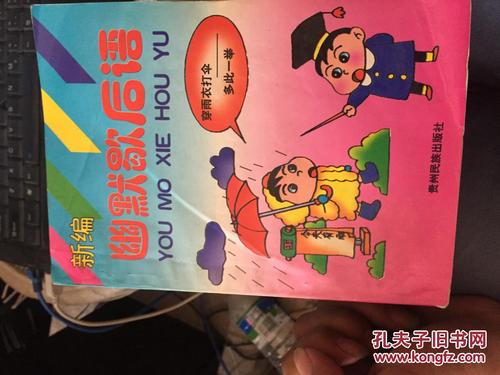 新编
幽默歇后语
YOU MO XIE HOU YU
穿雨衣打伞
——多此一举
贵州民族出版社
孔夫子旧书网
www.kongfz.com